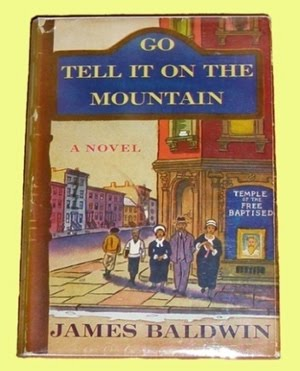 GO
TELL IT ON THE
MOUNTAIN
A NOVEL
TEMPLE
OF THE
FREE
BAPTISED
JAMES BALDWIN